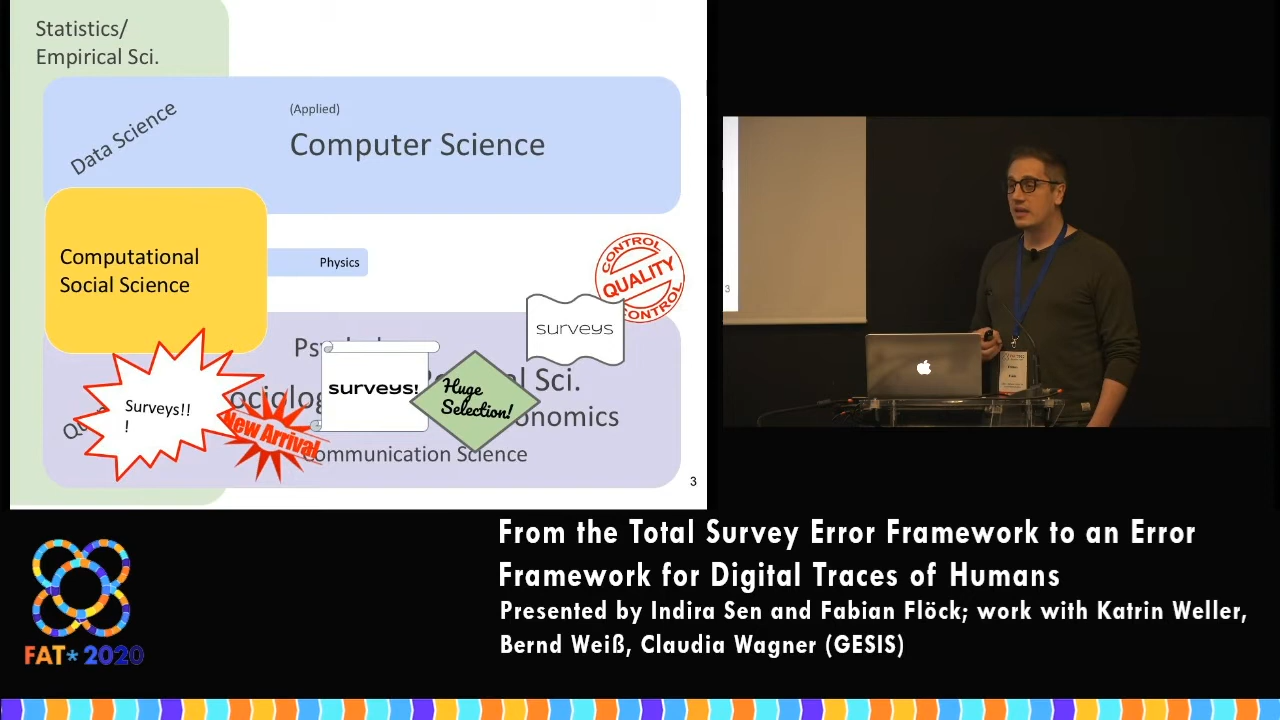 Statistics/
Empirical Sci.
Data Science
(Applied)
Computer Science
Computational
Social Science
Physics
CONTROL
QUALITY
CONTROL
surveys
surveys!
Huge
Selection!
Sci.
ociolog
onomics
Surveys!!
!
New Arrival
Communication Science
3
3
From the Total Survey Error Framework to an Error
Framework for Digital Traces of Humans
Presented by Indira Sen and Fabian Flöck; work with Katrin Weller,
Bernd Weiß, Claudia Wagner (GESIS)
FAT* 2020